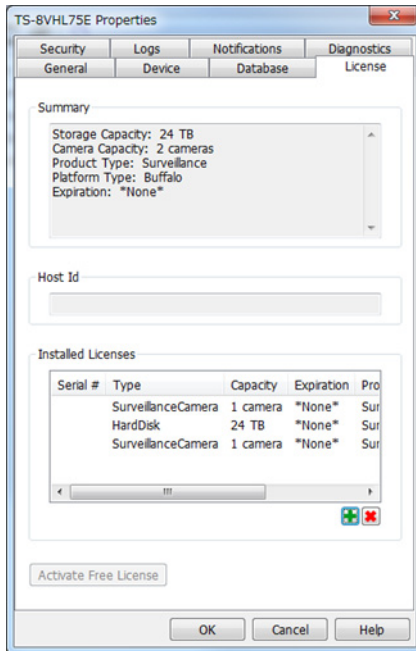 TS-8VHL75E Properties
Security Logs Notifications Diagnostics
General Device Database License
Summary
Storage Capacity: 24 TB
Camera Capacity: 2 cameras
Product Type: Surveillance
Platform Type: Buffalo
Expiration: *None*
Host Id
Installed Licenses
Serial # Type Capacity Expiration Pro
SurveillanceCamera 1 camera *None* Sur
HardDisk 24 TB *None* Sur
SurveillanceCamera 1 camera *None* Sur
Activate Free License
OK Cancel Help